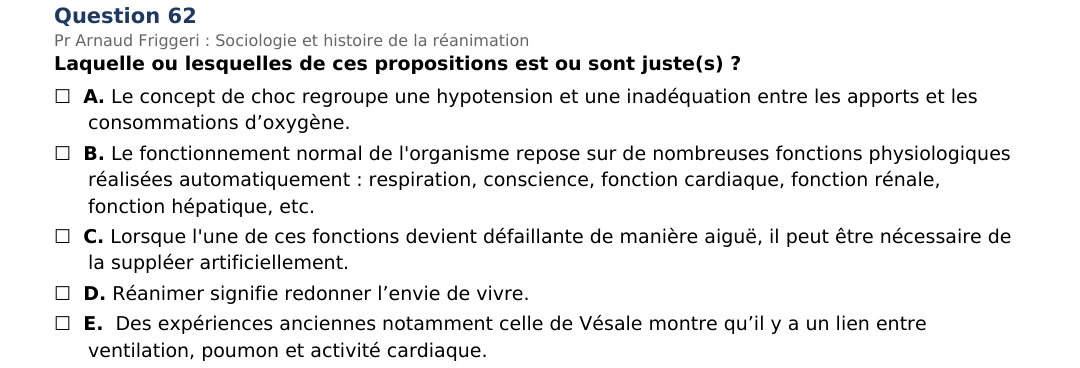 Question 62
Pr Arnaud Friggeri : Sociologie et histoire de la réanimation
Laquelle ou lesquelles de ces propositions est ou sont juste(s) ?
☐ A. Le concept de choc regroupe une hypotension et une inadéquation entre les apports et les
consommations d’oxygène.
☐ B. Le fonctionnement normal de l'organisme repose sur de nombreuses fonctions physiologiques
réalisées automatiquement : respiration, conscience, fonction cardiaque, fonction rénale,
fonction hépatique, etc.
☐ C. Lorsque l'une de ces fonctions devient défaillante de manière aiguë, il peut être nécessaire de
la suppléer artificiellement.
☐ D. Réanimer signifie redonner l’envie de vivre.
☐ E. Des expériences anciennes notamment celle de Vésale montre qu’il y a un lien entre
ventilation, poumon et activité cardiaque.